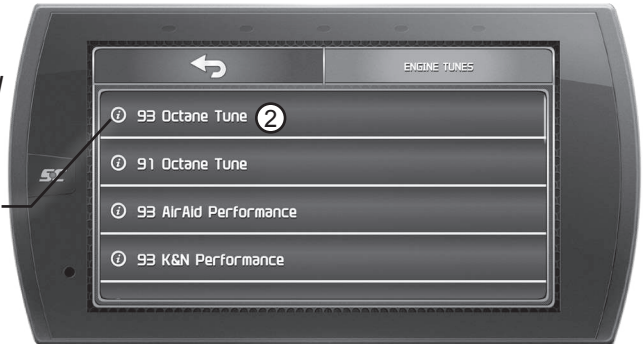 ENGINE TUNES
93 Octane Tune 2
91 Octane Tune
93 AirAid Performance
93 K&N Performance